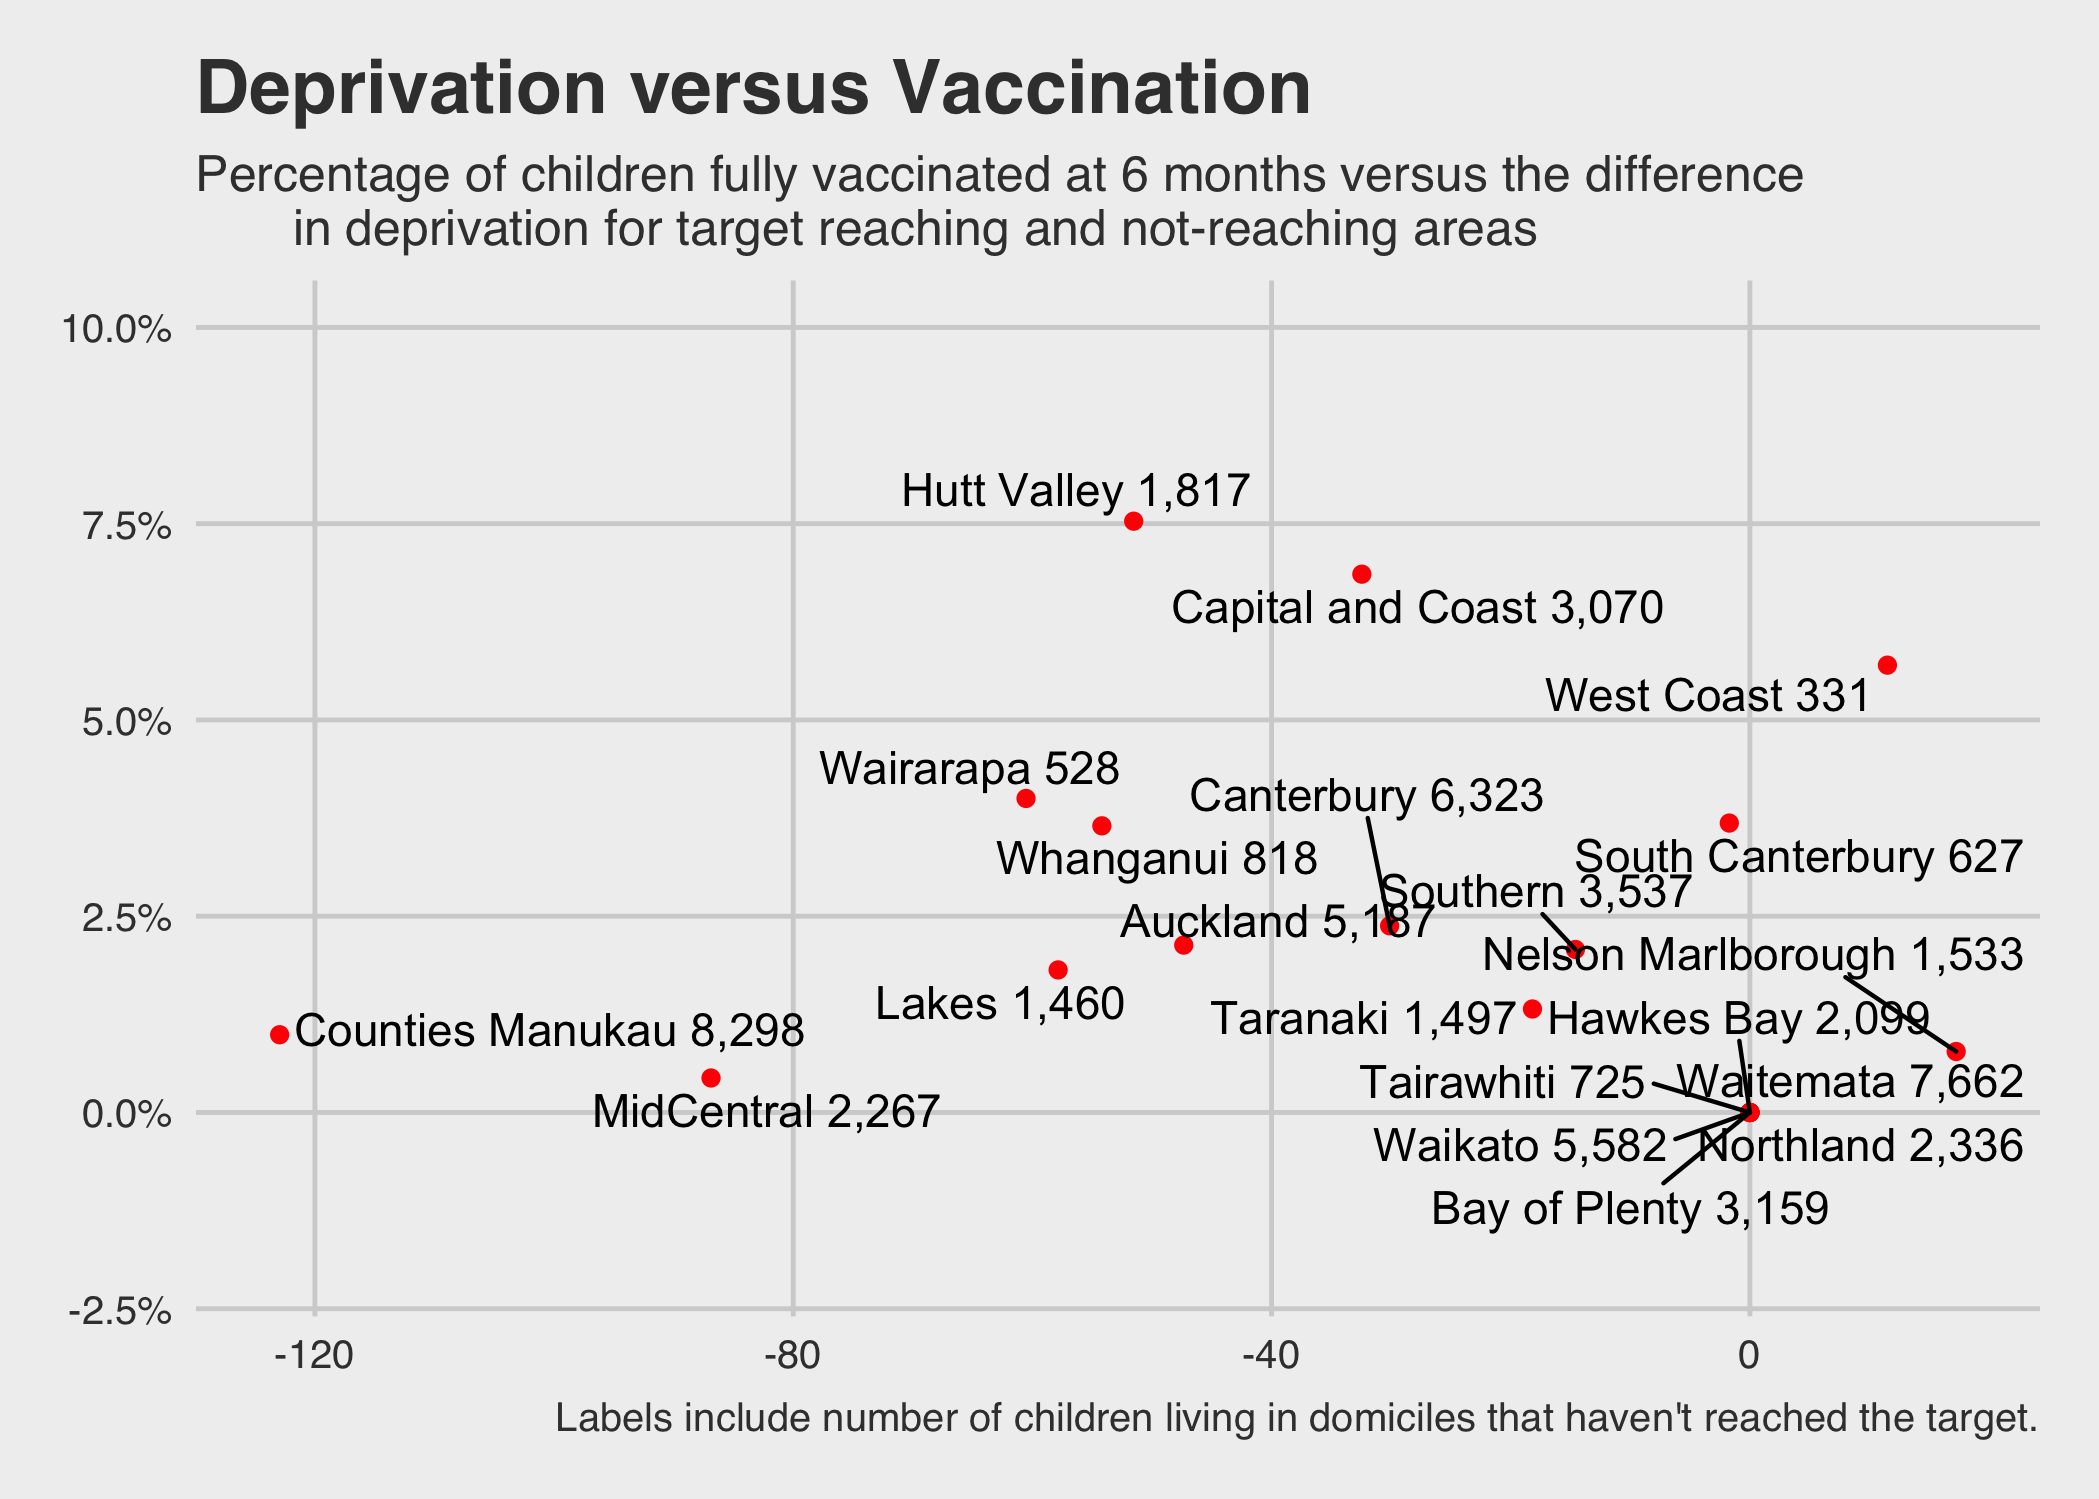 Deprivation versus Vaccination
Percentage of children fully vaccinated at 6 months versus the difference
in deprivation for target reaching and not-reaching areas
10.0%
Hutt Valley 1,817
7.5%
Capital and Coast 3,070
West Coast 331
5.0%
Wairarapa 528
Canterbury 6,323
Whanganui 818
South Canterbury 627
Southern 3,537
2.5%
Auckland 5,187
Nelson Marlborough 1,533
Lakes 1,460
Taranaki 1,497
Hawkes Bay 2,099
Counties Manukau 8,298
Tairawhiti 725
Waitemata 7,662
0.0%
MidCentral 2,267
Waikato 5,582
Northland 2,336
Bay of Plenty 3,159
-2.5%
-120
-80
-40
0
Labels include number of children living in domiciles that haven't reached the target.